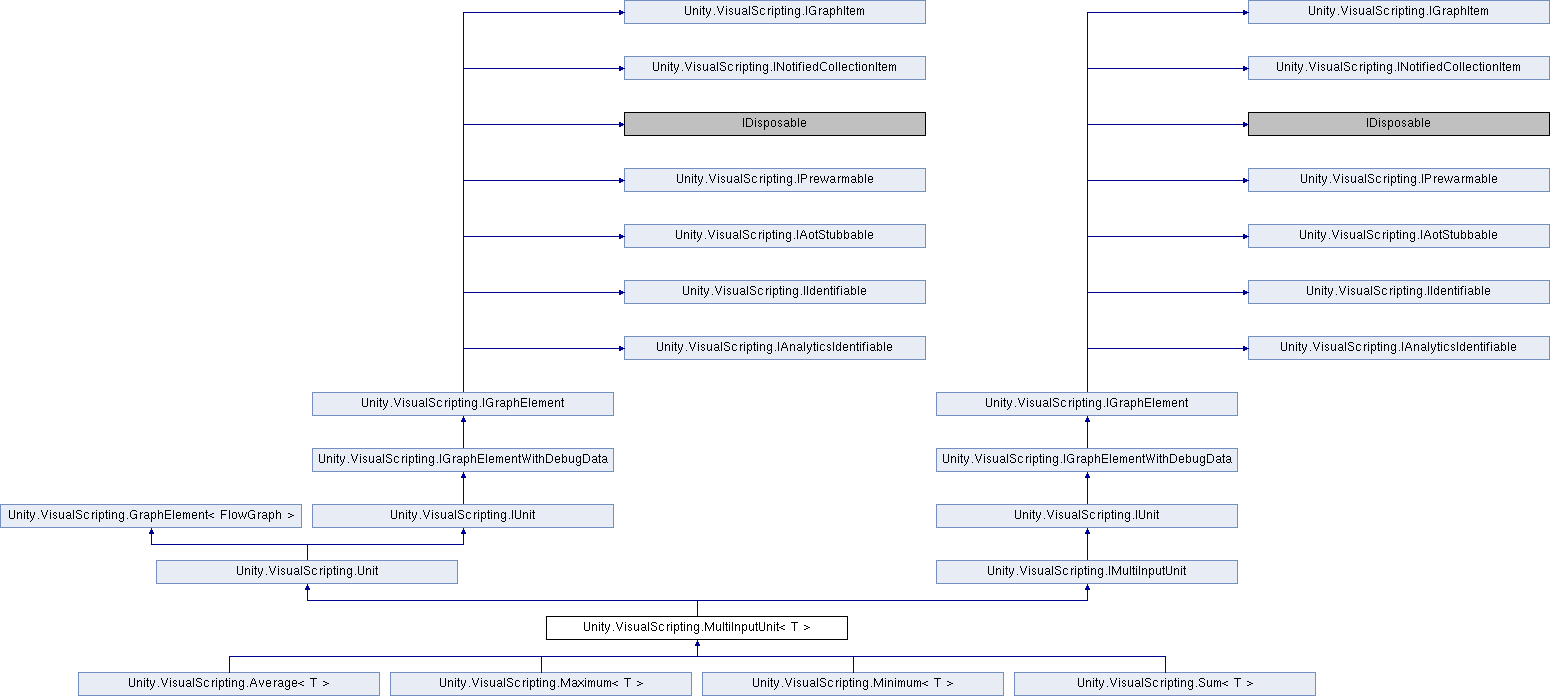 Unity.VisualScripting.IGraphItem
Unity.VisualScripting.IGraphItem
Unity.VisualScripting.INotifiedCollectionItem
Unity.VisualScripting.INotifiedCollectionItem
IDisposable
IDisposable
Unity.VisualScripting.IPrewarmable
Unity.VisualScripting.IPrewarmable
Unity.VisualScripting.IAotStubbable
Unity.VisualScripting.IAotStubbable
Unity.VisualScripting.IIdentifiable
Unity.VisualScripting.IIdentifiable
Unity.VisualScripting.IAnalyticsIdentifiable
Unity.VisualScripting.IAnalyticsIdentifiable
Unity.VisualScripting.IGraphElement
Unity.VisualScripting.IGraphElement
Unity.VisualScripting.IGraphElementWithDebugData
Unity.VisualScripting.IGraphElementWithDebugData
Unity.VisualScripting.GraphElement< FlowGraph >
Unity.VisualScripting.IUnit
Unity.VisualScripting.IUnit
Unity.VisualScripting.Unit
Unity.VisualScripting.IMultiInputUnit
Unity.VisualScripting.MultiInputUnit< T >
Unity.VisualScripting.Average< T >
Unity.VisualScripting.Maximum< T >
Unity.VisualScripting.Minimum< T >
Unity.VisualScripting.Sum< T >